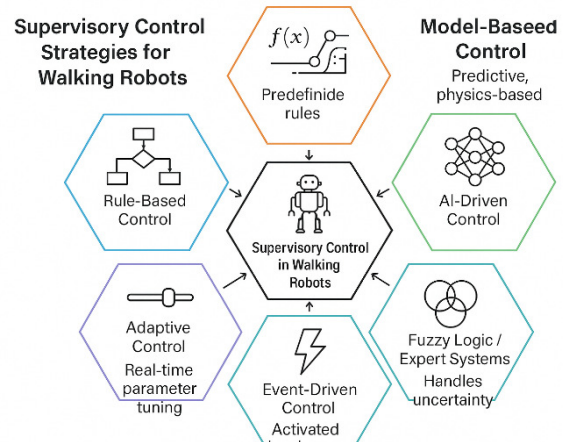 Supervisory Control
Strategies for
Walking Robots
f(x)
Predefinide
rules
Model-Baseed
Control
Predictive,
physics-based
Rule-Based
Control
AI-Driven
Control
Supervisory Control
in Walking
Robots
Adaptive
Control
Real-time
parameter
tuning
Event-Driven
Control
Activated
Fuzzy Logic /
Expert Systems
Handles
uncertainty